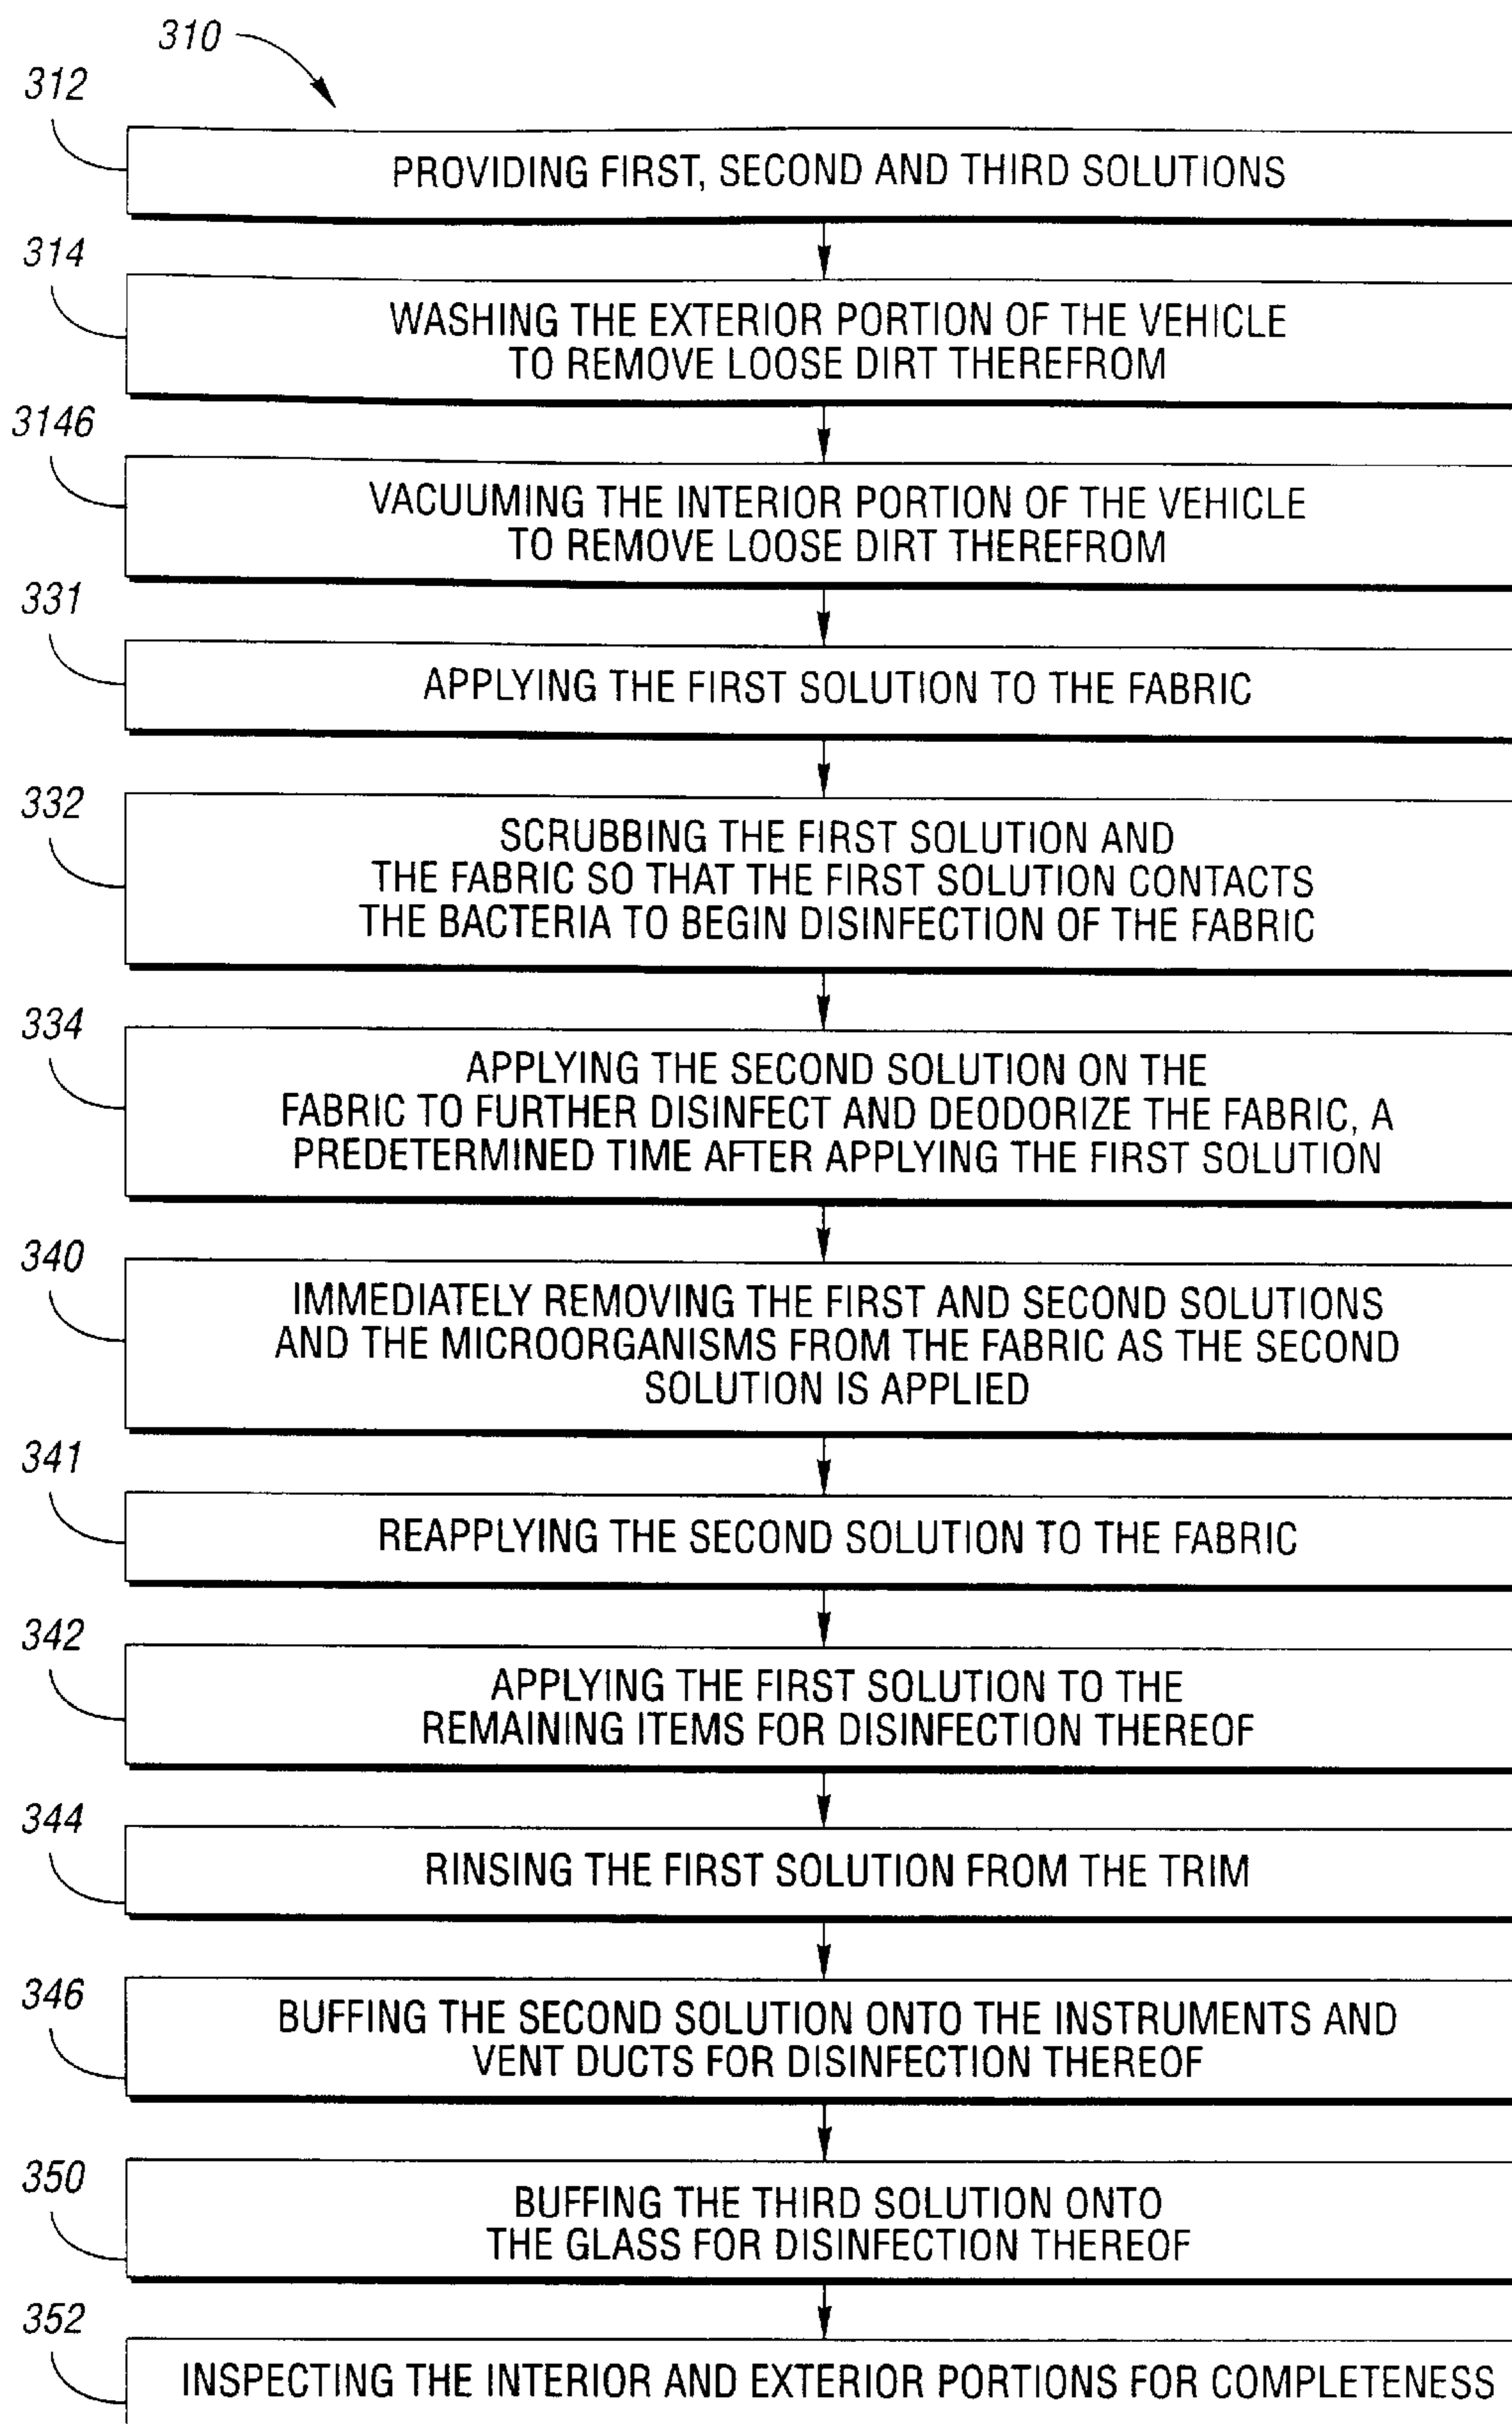 310
312
PROVIDING FIRST, SECOND AND THIRD SOLUTIONS
314
WASHING THE EXTERIOR PORTION OF THE VEHICLE
TO REMOVE LOOSE DIRT THEREFROM
3146
VACUUMING THE INTERIOR PORTION OF THE VEHICLE
TO REMOVE LOOSE DIRT THEREFROM
331
APPLYING THE FIRST SOLUTION TO THE FABRIC
332
SCRUBBING THE FIRST SOLUTION AND
THE FABRIC SO THAT THE FIRST SOLUTION CONTACTS
THE BACTERIA TO BEGIN DISINFECTION OF THE FABRIC
334
APPLYING THE SECOND SOLUTION ON THE
FABRIC TO FURTHER DISINFECT AND DEODORIZE THE FABRIC, A
PREDETERMINED TIME AFTER APPLYING THE FIRST SOLUTION
340
IMMEDIATELY REMOVING THE FIRST AND SECOND SOLUTIONS
AND THE MICROORGANISMS FROM THE FABRIC AS THE SECOND
SOLUTION IS APPLIED
341
REAPPLYING THE SECOND SOLUTION TO THE FABRIC
342
APPLYING THE FIRST SOLUTION TO THE
REMAINING ITEMS FOR DISINFECTION THEREOF
344
RINSING THE FIRST SOLUTION FROM THE TRIM
346
BUFFING THE SECOND SOLUTION ONTO THE INSTRUMENTS AND
VENT DUCTS FOR DISINFECTION THEREOF
350
BUFFING THE THIRD SOLUTION ONTO
THE GLASS FOR DISINFECTION THEREOF
352
INSPECTING THE INTERIOR AND EXTERIOR PORTIONS FOR COMPLETENESS